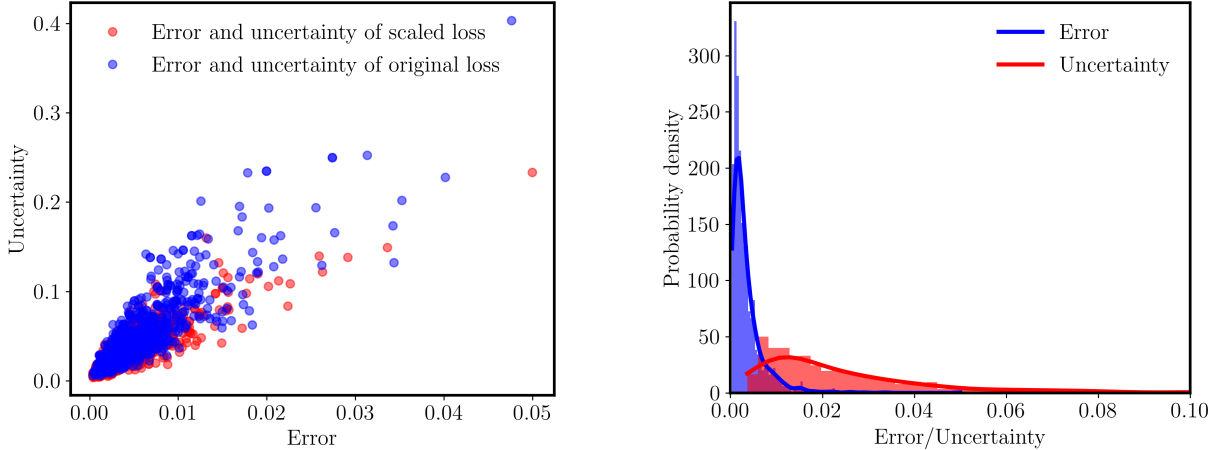 0.4
0.3
0.2
0.1
0.0
Uncertainty
Error and uncertainty of scaled loss
Error and uncertainty of original loss
0.00 0.01 0.02 0.03 0.04 0.05
Error
300
250
200
150
100
50
0
Probability density
Error
Uncertainty
0.00 0.02 0.04 0.06 0.08 0.10
Error/Uncertainty